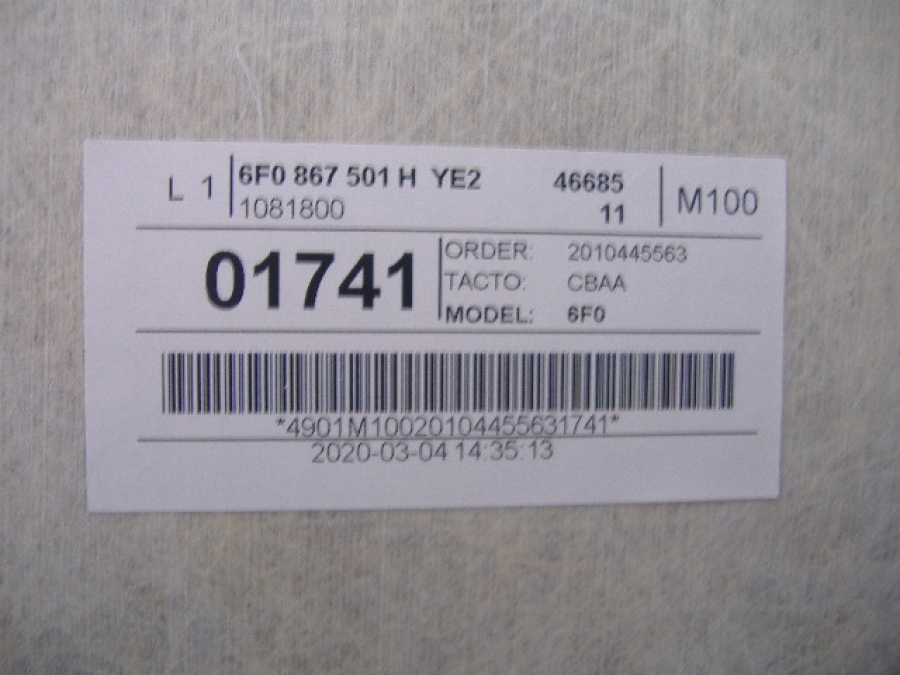 L 1 6F0 867 501 H YE2 46685 M100
1081800 11
01741
ORDER: 2010445563
TACTO: CBAA
MODEL: 6F0
*4901M10020104455631741*
2020-03-04 14:35:13